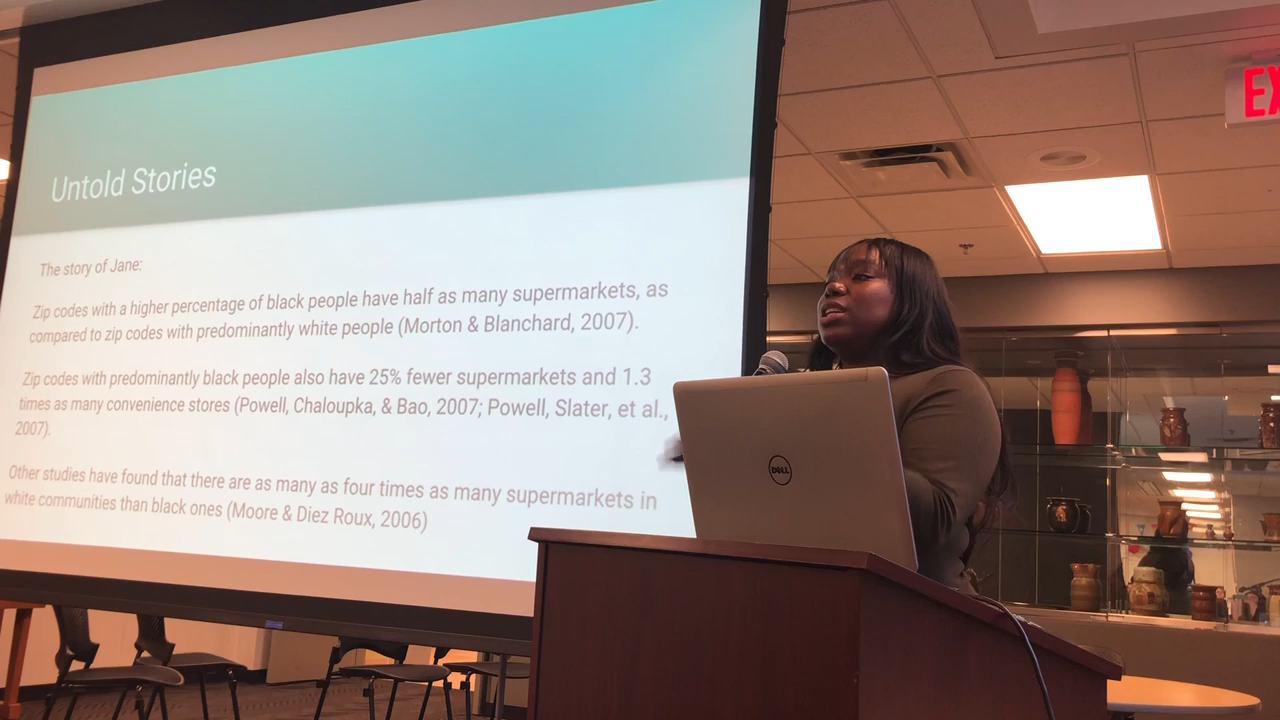 Untold Stories
The story of Jane:
Zip codes with a higher percentage of black people have half as many supermarkets, as
compared to zip codes with predominantly white people (Morton & Blanchard, 2007).
Zip codes with predominantly black people also have 25% fewer supermarkets and 1.3
times as many convenience stores (Powell, Chaloupka, & Bao, 2007; Powell, Slater, et al.,
2007).
Other studies have found that there are as many as four times as many supermarkets in
white communities than black ones (Moore & Diez Roux, 2006)
DELL
EX